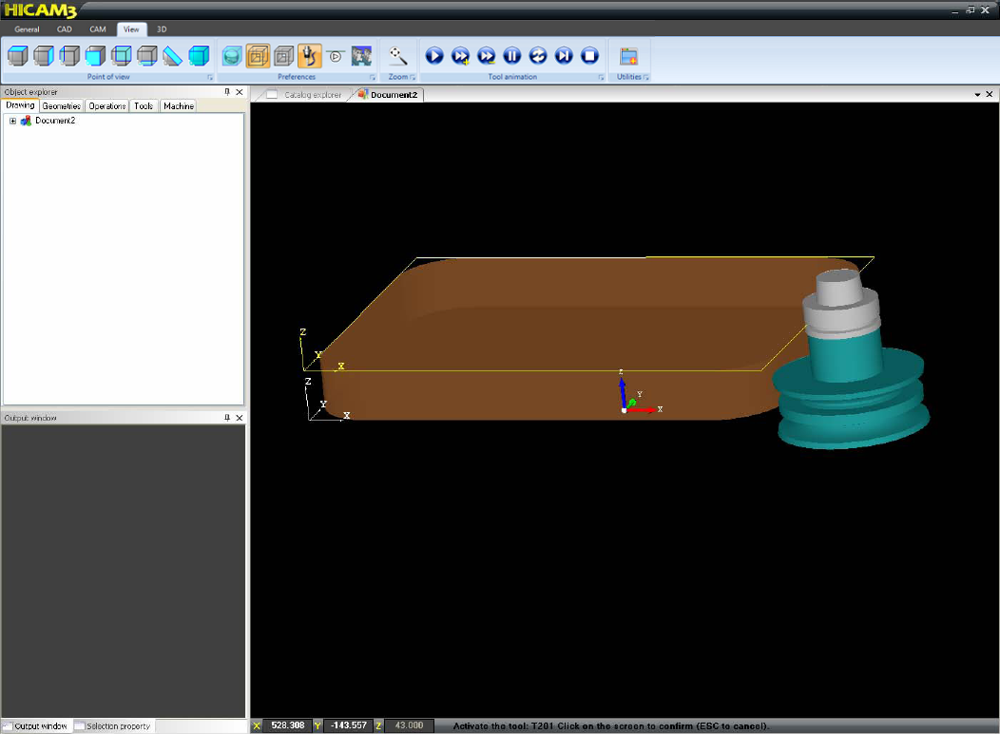 HICAM3
General CAD CAM View 3D
Point of view Preferences Zoom Tool animation Utilities
Object explorer
Catalog explorer Document2
Drawing Geometries Operations Tools Machine
Document2
Z
Y
X
Z
Y
X
Z
Y
X
Output window
Output window Selection property
X 528.308 Y -143.557 Z 43.000 Activate the tool: T201 Click on the screen to confirm (ESC to cancel).